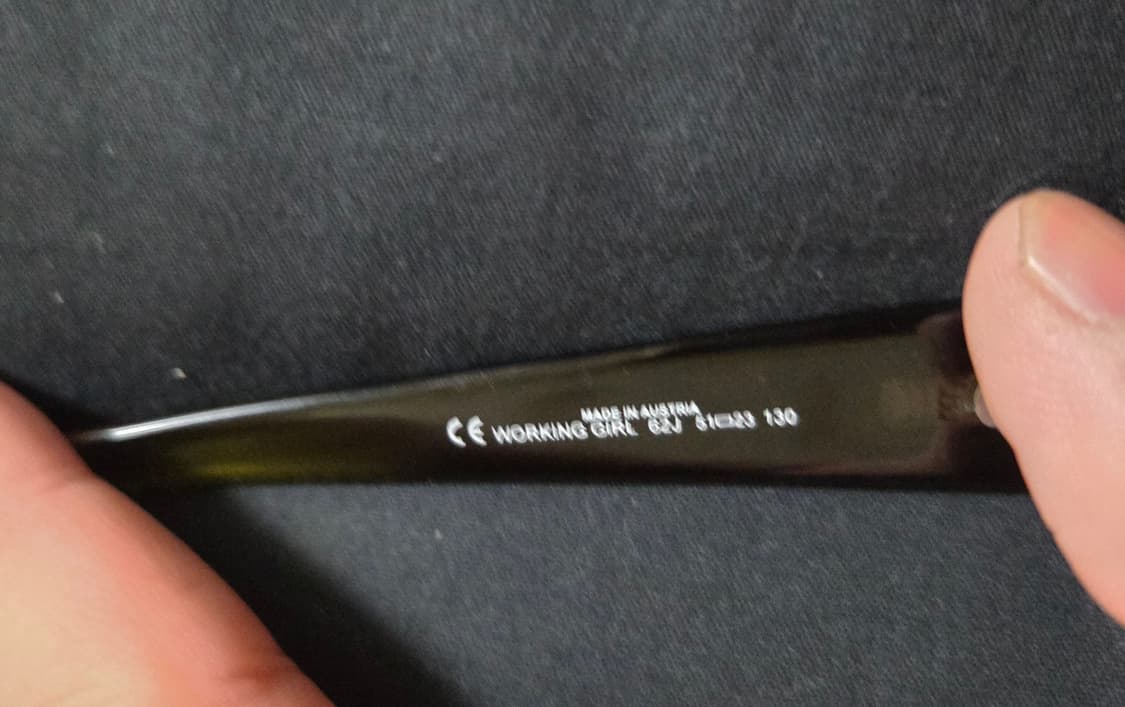 MADE IN AUSTRIA
CE WORKING GIRL 62J 51▭23 130